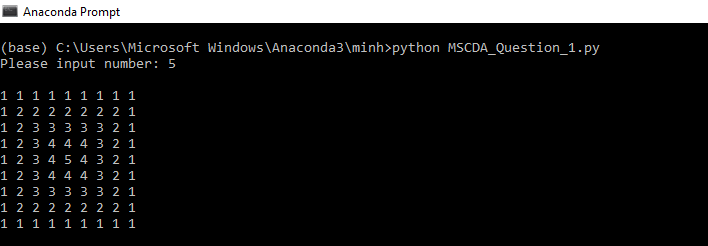 Anaconda Prompt
(base) C:\Users\Microsoft Windows\Anaconda3\minh>python MSCDA_Question_1.py
Please input number: 5
1 1 1 1 1 1 1 1 1
1 2 2 2 2 2 2 2 1
1 2 3 3 3 3 3 2 1
1 2 3 4 4 4 3 2 1
1 2 3 4 5 4 3 2 1
1 2 3 4 4 4 3 2 1
1 2 3 3 3 3 3 2 1
1 2 2 2 2 2 2 2 1
1 1 1 1 1 1 1 1 1